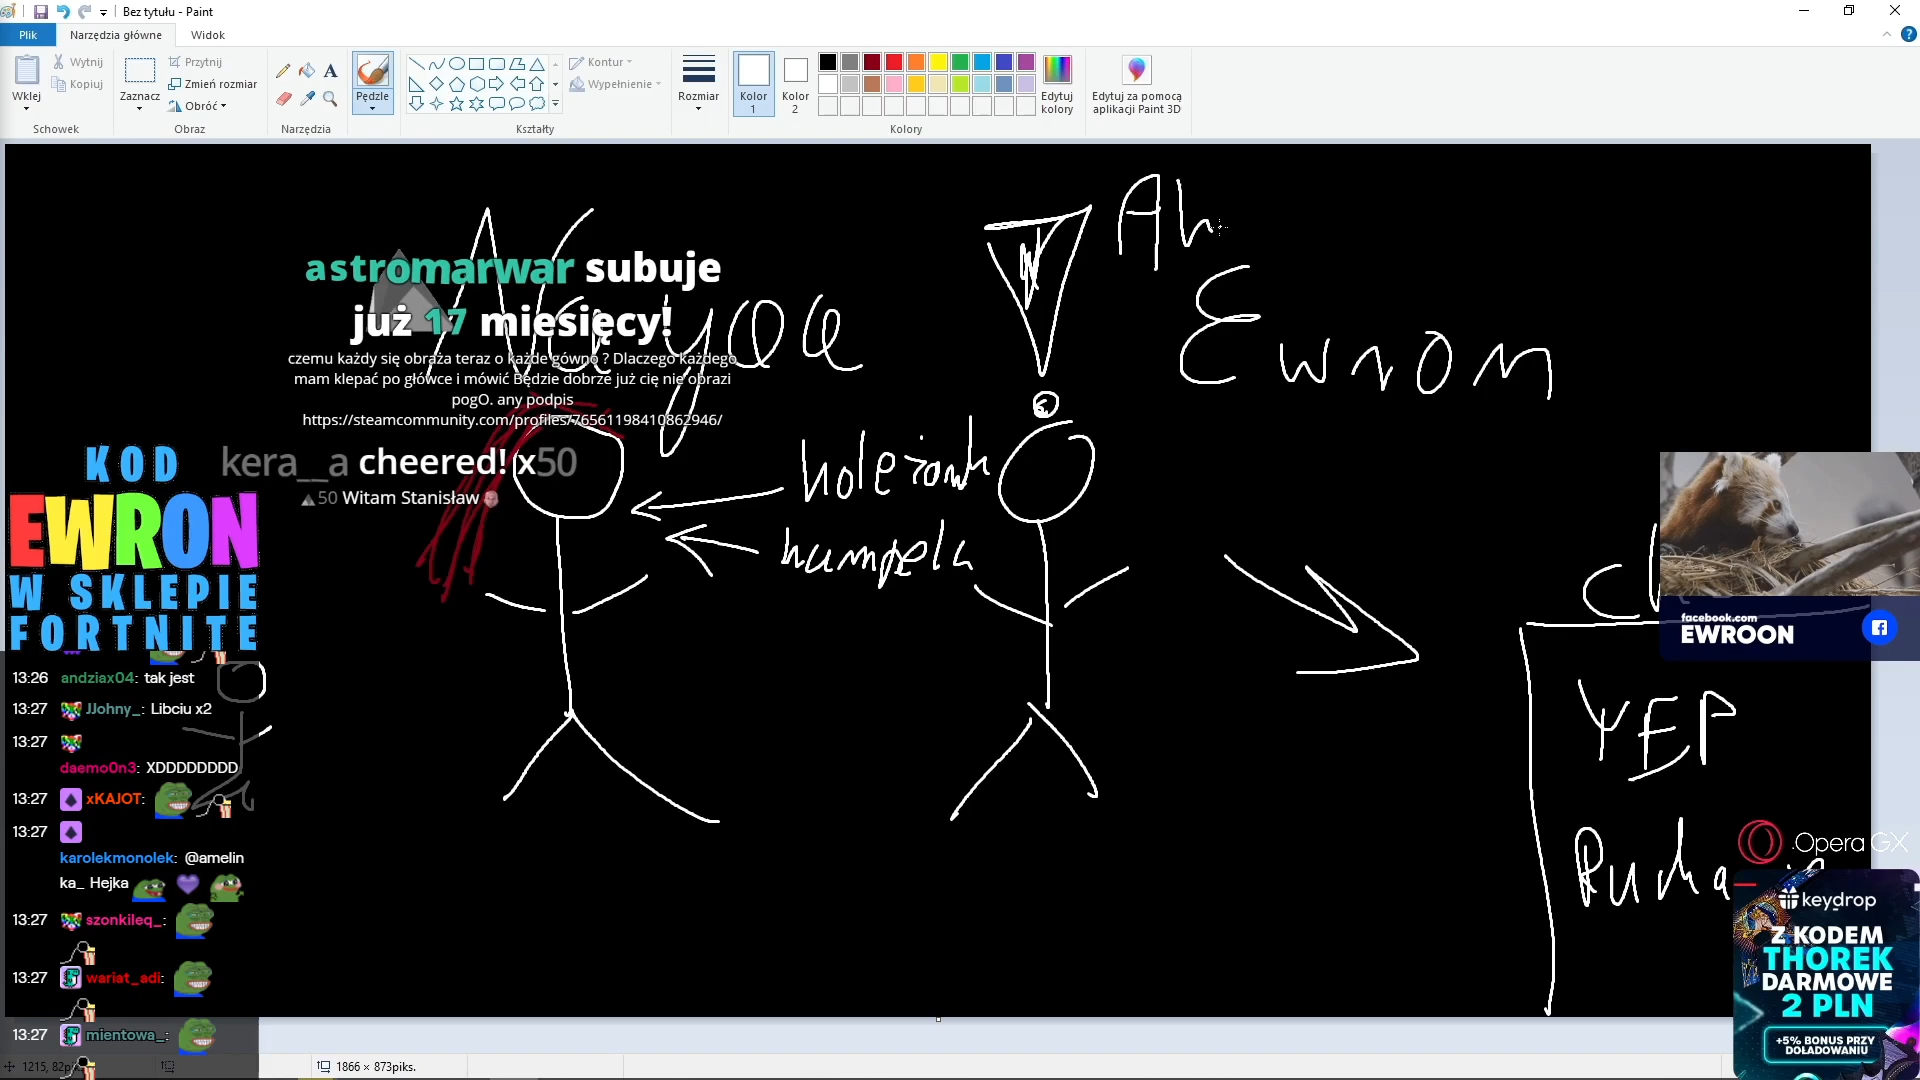 Bez tytułu - Paint
Plik
Narzędzia główne
Widok
Wklej
Wytnij
Kopiuj
Schowek
Zaznacz
Przytnij
Zmień rozmiar
Obróć
Obraz
Narzędzia
Pędzle
Kontur
Wypełnienie
Kształty
Rozmiar
Kolor
1
Kolor
2
Edytuj
kolory
Kolory
Edytuj za pomocą
aplikacji Paint 3D
astromarwar subuje
już 17 miesięcy!
czemu każdy się obraża teraz o każde gówno ? Dlaczego każdego
mam klepać po główce i mówić Będzie dobrze już cię nie obrazi
pogO. any podpis
https://steamcommunity.com/profiles/76561198410862946/
kera__a cheered! x50
50 Witam Stanisław
Ewron
YEP
KOD
EWRON
W SKLEPIE
FORTNITE
facebook.com
EWROON
13:26 andziax04: tak jest
13:27 JJohny_: Libciu x2
13:27
daemo0n3: XDDDDDDDD
13:27 xKAJOT:
13:27
karolekmonolek: @amelin
ka_ Hejka
13:27 szonkileq_:
13:27 wariat_adi:
13:27 mientowa_:
Opera GX
keydrop
Z KODEM
THOREK
DARMOWE
2 PLN
+5% BONUS PRZY
DOŁADOWANIU
1866 × 873piks.